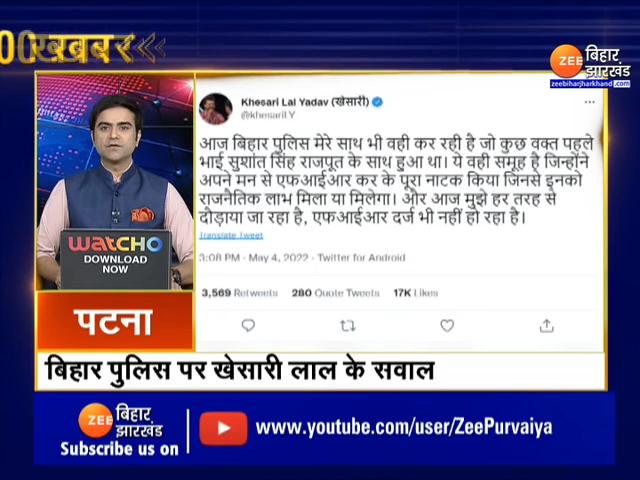 00 खबर
ZEE बिहार झारखंड
zeebiharjharkhand.com
Khesari Lal Yadav (खेसारी)
@khesariLY
आज बिहार पुलिस मेरे साथ भी वही कर रही है जो कुछ वक्त पहले
भाई सुशांत सिंह राजपूत के साथ हुआ था। ये वही समूह है जिन्होंने
अपने मन से एफआईआर कर के पूरा नाटक किया जिनसे इनको
राजनैतिक लाभ मिला या मिलेगा। और आज मुझे हर तरह से
दौड़ाया जा रहा है, एफआईआर दर्ज भी नहीं हो रहा है।
Translate Tweet
3:08 PM · May 4, 2022 · Twitter for Android
3,569 Retweets 280 Quote Tweets 17K Likes
WATCHO
DOWNLOAD
NOW
पटना
बिहार पुलिस पर खेसारी लाल के सवाल
ZEE बिहार झारखंड
Subscribe us on
www.youtube.com/user/ZeePurvaiya